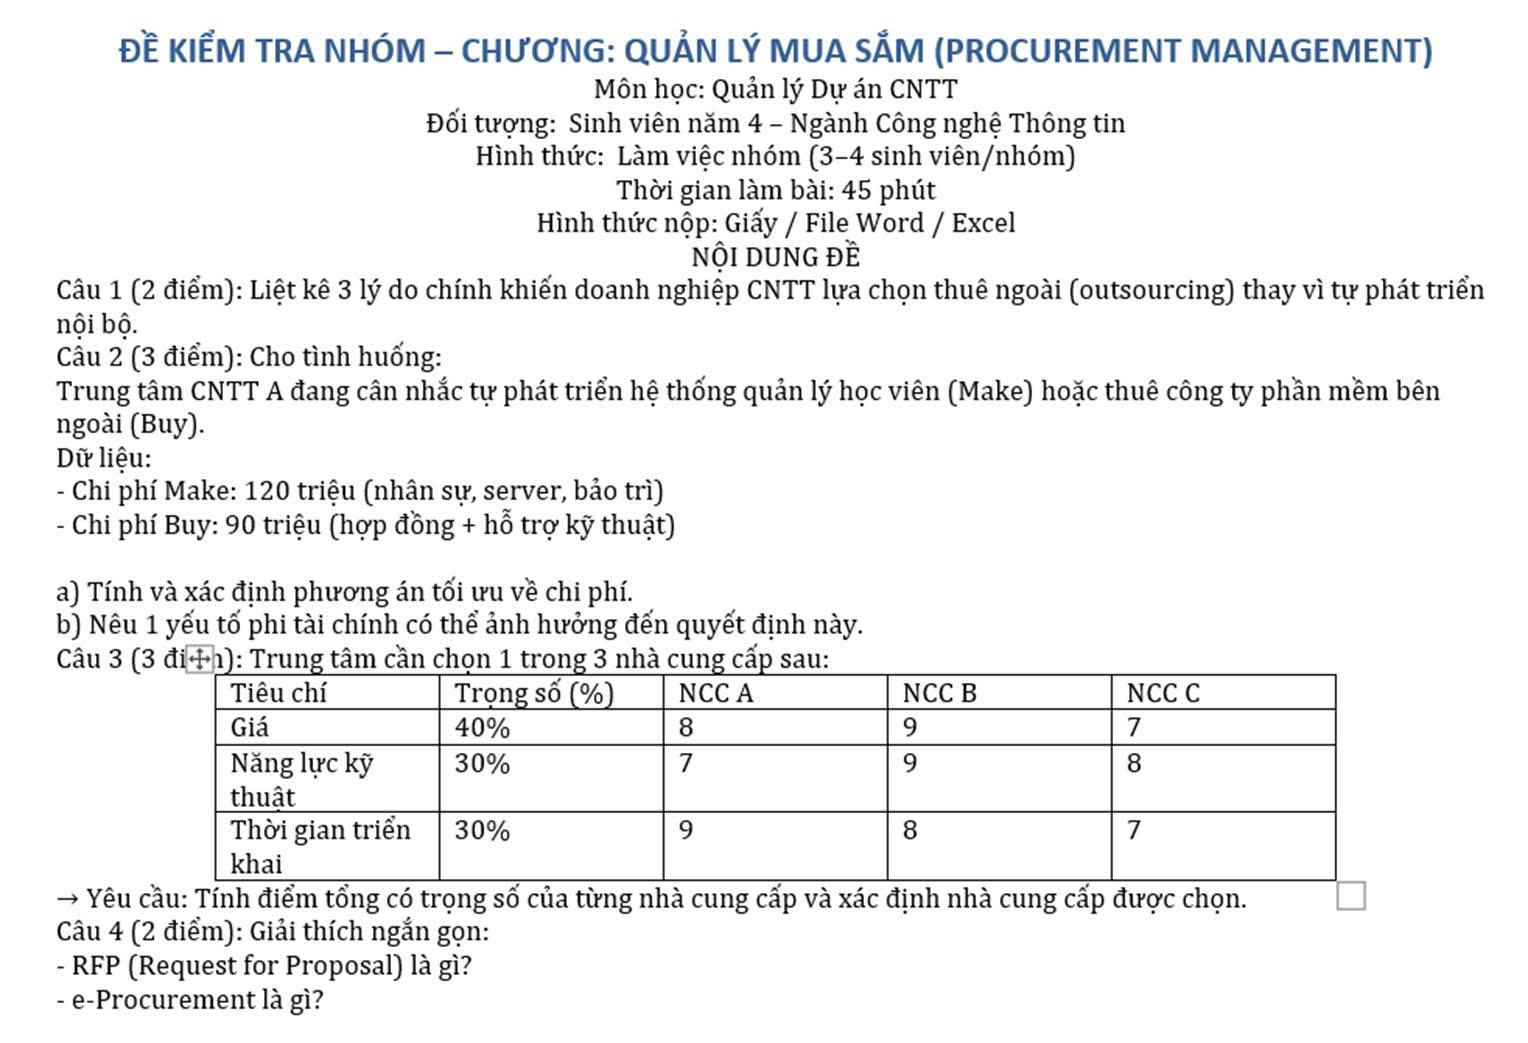 ĐỀ KIỂM TRA NHÓM – CHƯƠNG: QUẢN LÝ MUA SẮM (PROCUREMENT MANAGEMENT)
Môn học: Quản lý Dự án CNTT
Đối tượng: Sinh viên năm 4 – Ngành Công nghệ Thông tin
Hình thức: Làm việc nhóm (3–4 sinh viên/nhóm)
Thời gian làm bài: 45 phút
Hình thức nộp: Giấy / File Word / Excel
NỘI DUNG ĐỀ
Câu 1 (2 điểm): Liệt kê 3 lý do chính khiến doanh nghiệp CNTT lựa chọn thuê ngoài (outsourcing) thay vì tự phát triển
nội bộ.
Câu 2 (3 điểm): Cho tình huống:
Trung tâm CNTT A đang cân nhắc tự phát triển hệ thống quản lý học viên (Make) hoặc thuê công ty phần mềm bên
ngoài (Buy).
Dữ liệu:
- Chi phí Make: 120 triệu (nhân sự, server, bảo trì)
- Chi phí Buy: 90 triệu (hợp đồng + hỗ trợ kỹ thuật)
a) Tính và xác định phương án tối ưu về chi phí.
b) Nêu 1 yếu tố phi tài chính có thể ảnh hưởng đến quyết định này.
Câu 3 (3 đi n): Trung tâm cần chọn 1 trong 3 nhà cung cấp sau:
Tiêu chí Trọng số (%) NCC A NCC B NCC C
Giá 40% 8 9 7
Năng lực kỹ 30% 7 9 8
thuật
Thời gian triển 30% 9 8 7
khai
→ Yêu cầu: Tính điểm tổng có trọng số của từng nhà cung cấp và xác định nhà cung cấp được chọn.
Câu 4 (2 điểm): Giải thích ngắn gọn:
- RFP (Request for Proposal) là gì?
- e-Procurement là gì?